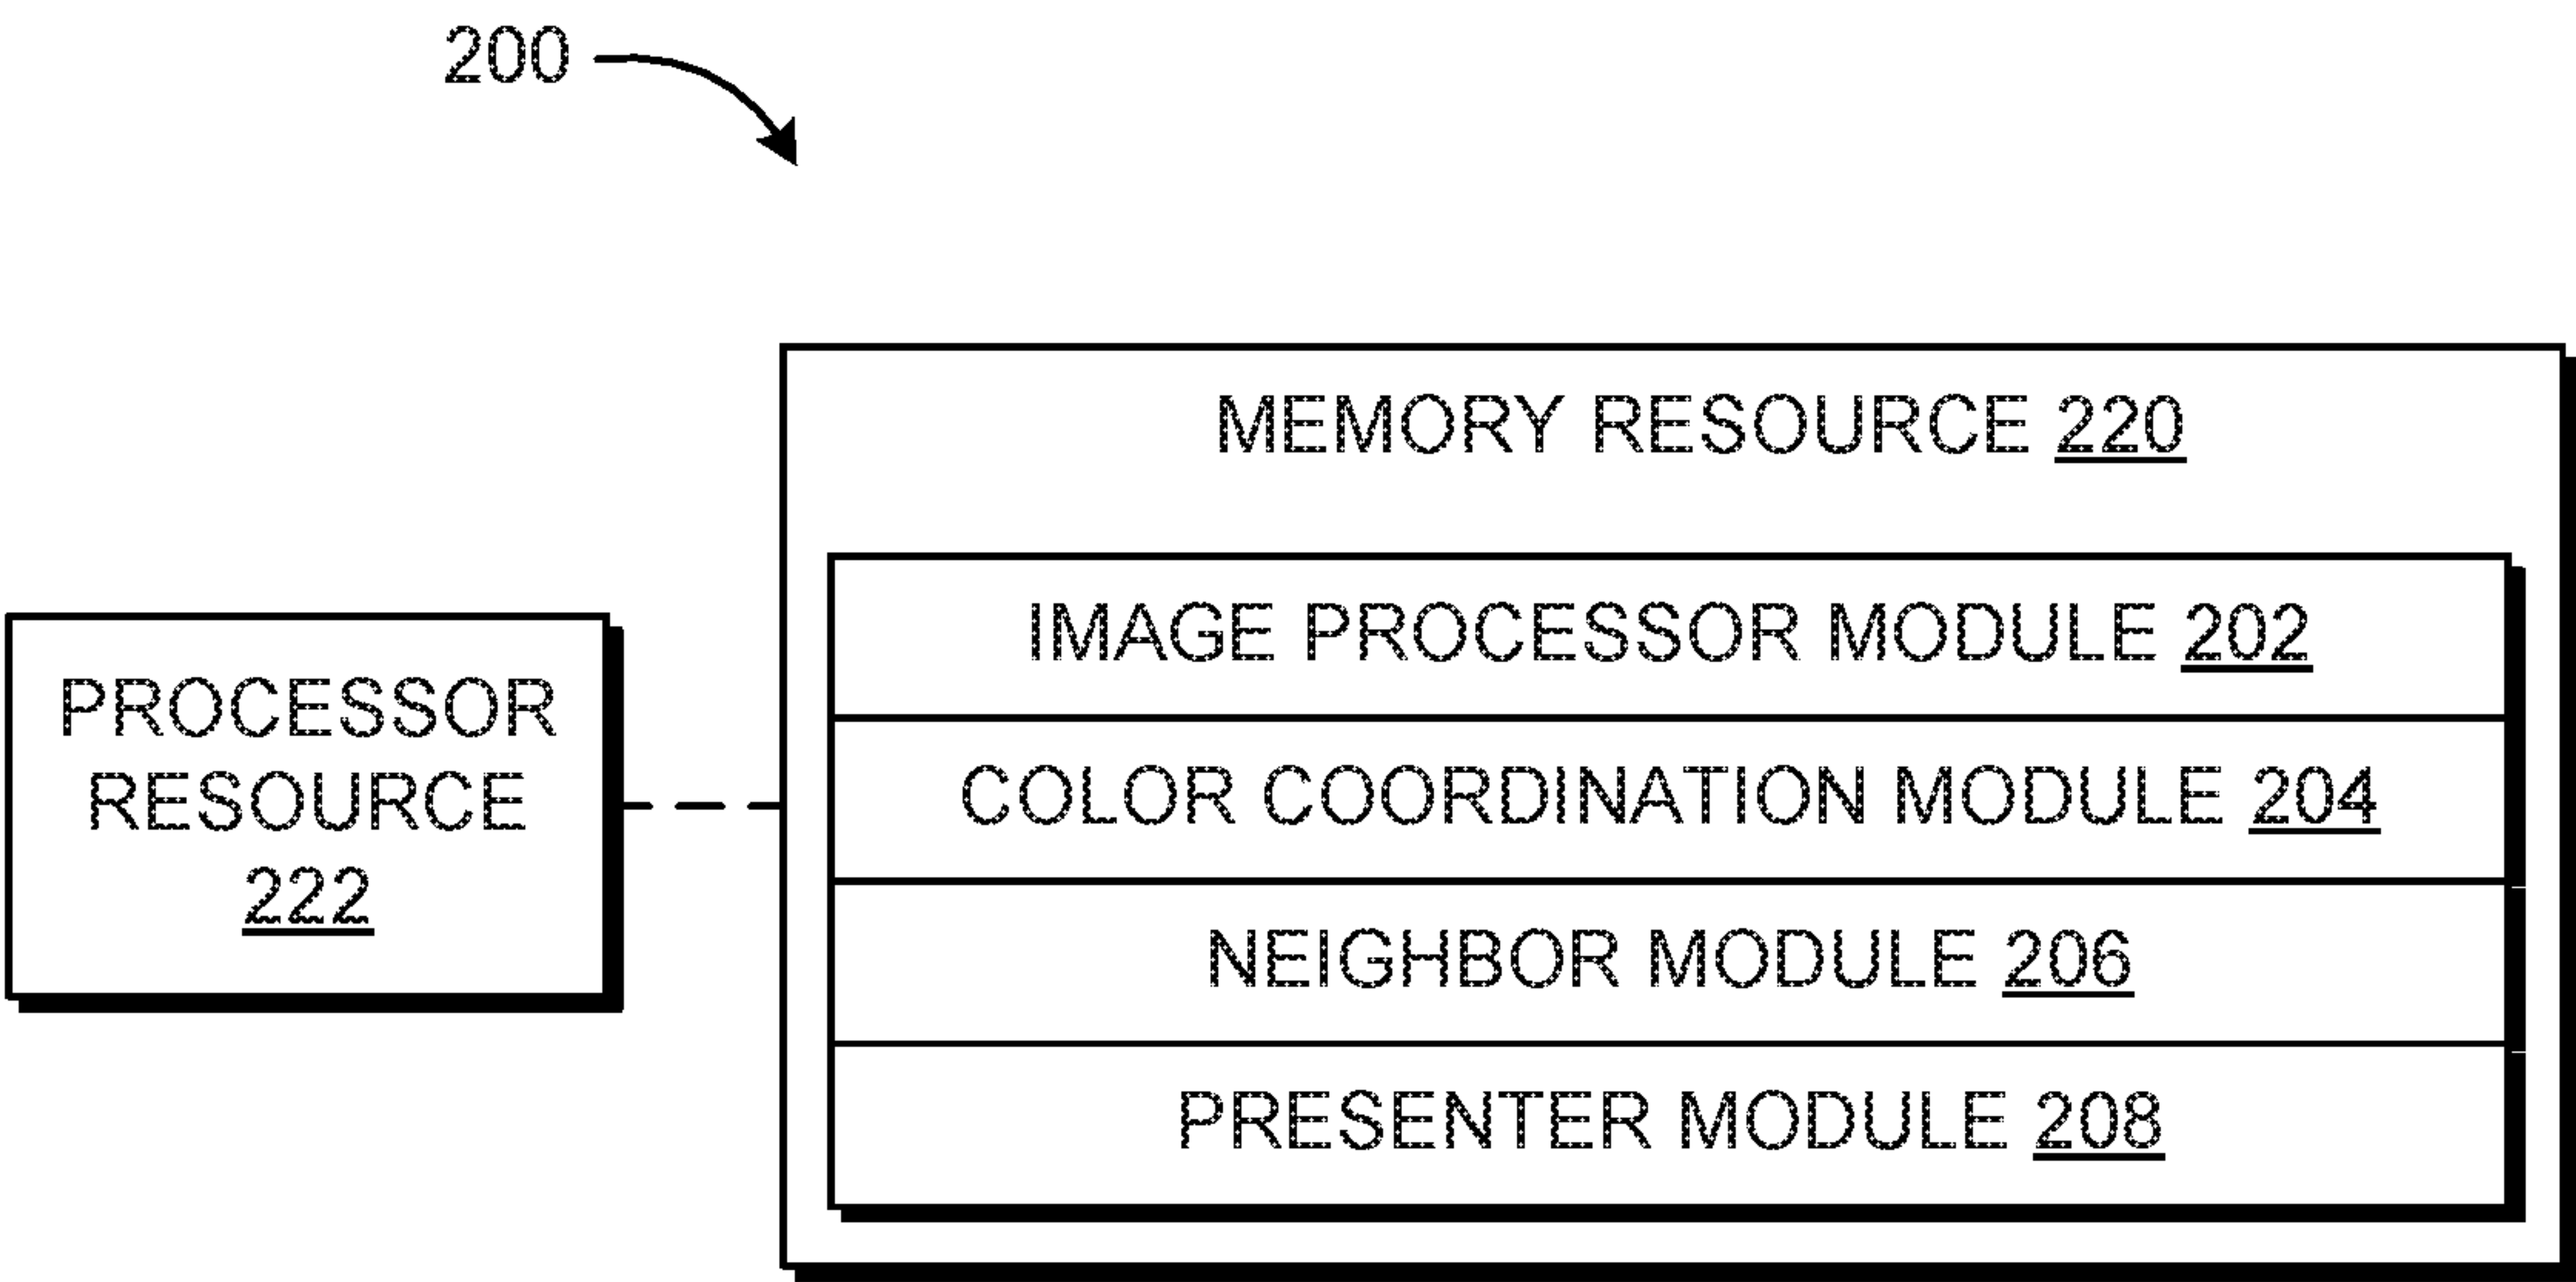 200
MEMORY RESOURCE 220
IMAGE PROCESSOR MODULE 202
COLOR COORDINATION MODULE 204
NEIGHBOR MODULE 206
PRESENTER MODULE 208
PROCESSOR
RESOURCE
222